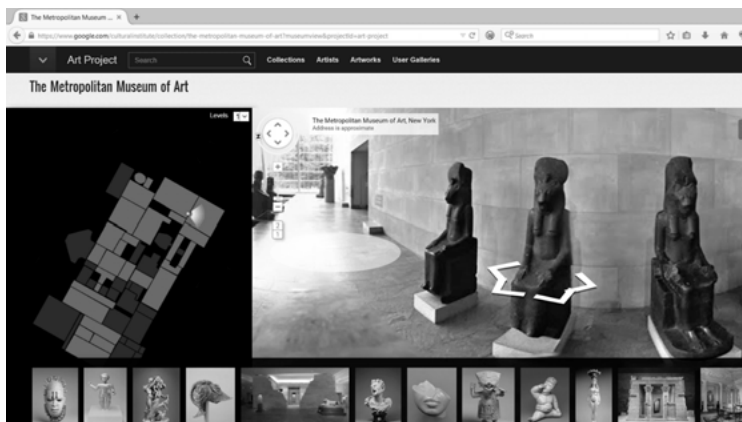 The Metropolitan Museum ... × +
https://www.google.com/culturalinstitute/collection/the-metropolitan-museum-of-art?museumview&projectId=art-project
Search
Art Project Search Collections Artists Artworks User Galleries
The Metropolitan Museum of Art
Levels 1
The Metropolitan Museum of Art, New York
Address is approximate